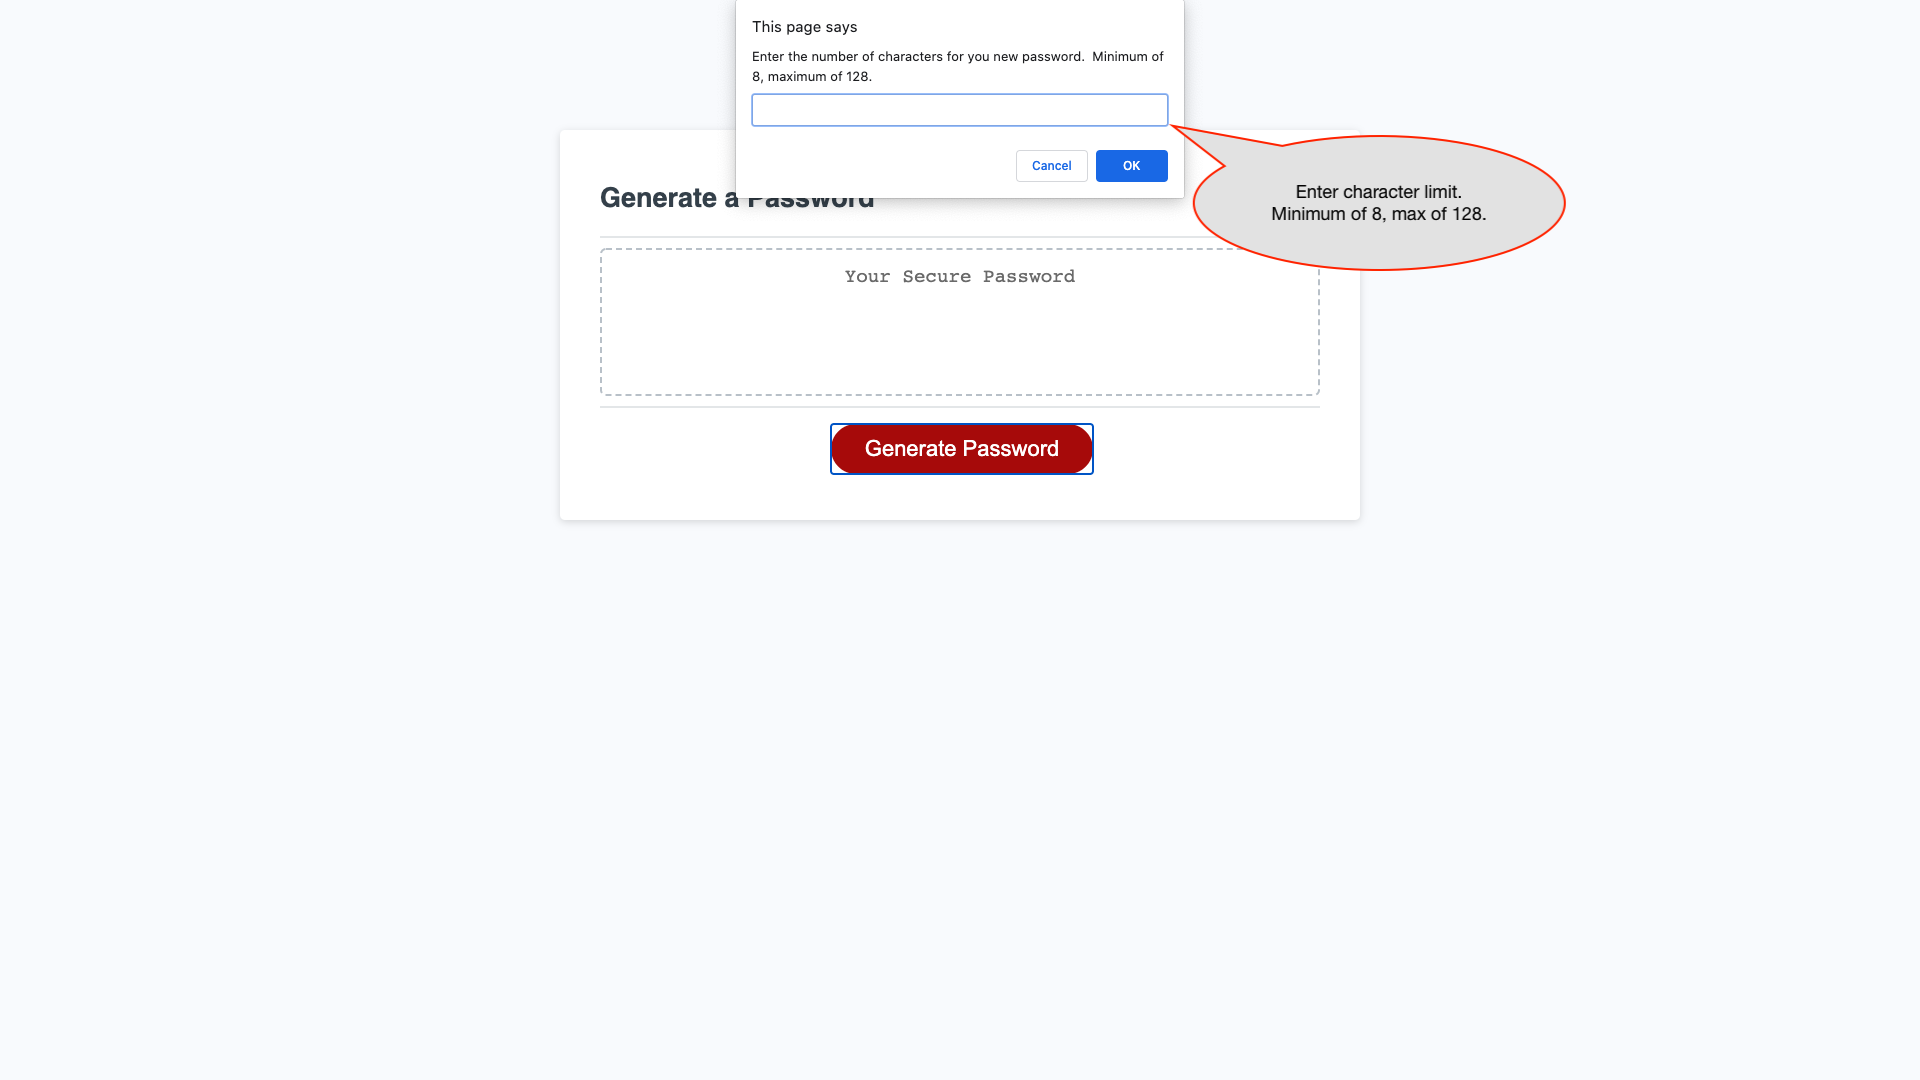 This page says
Enter the number of characters for you new password.  Minimum of
8, maximum of 128.
Cancel
OK
Enter character limit.
Minimum of 8, max of 128.
Generate a Password
Your Secure Password
Generate Password